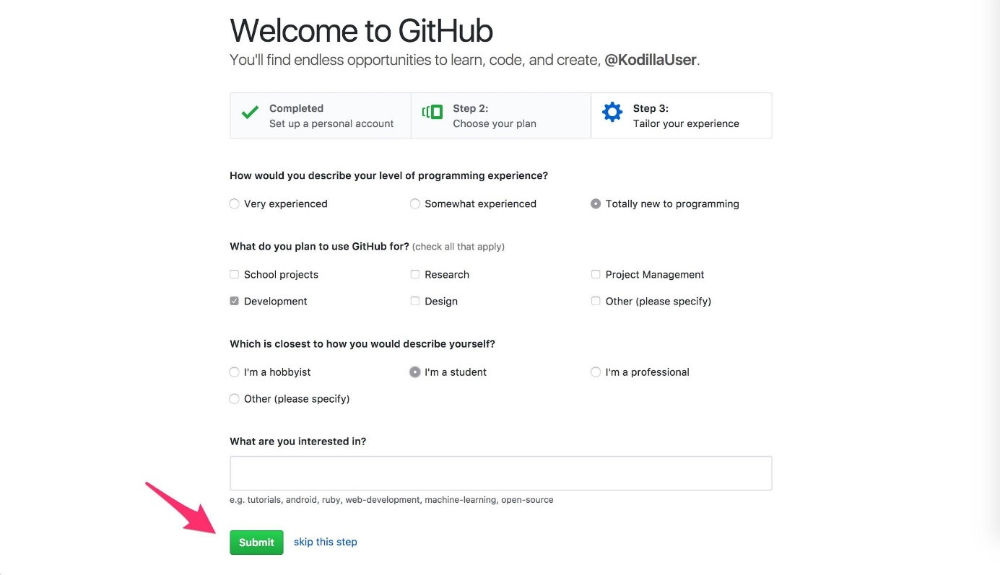 Welcome to GitHub
You'll find endless opportunities to learn, code, and create, @KodillaUser.
Completed
Set up a personal account
Step 2:
Choose your plan
Step 3:
Tailor your experience
How would you describe your level of programming experience?
Very experienced
Somewhat experienced
Totally new to programming
What do you plan to use GitHub for? (check all that apply)
School projects
Research
Project Management
Development
Design
Other (please specify)
Which is closest to how you would describe yourself?
I'm a hobbyist
I'm a student
I'm a professional
Other (please specify)
What are you interested in?
e.g. tutorials, android, ruby, web-development, machine-learning, open-source
Submit
skip this step